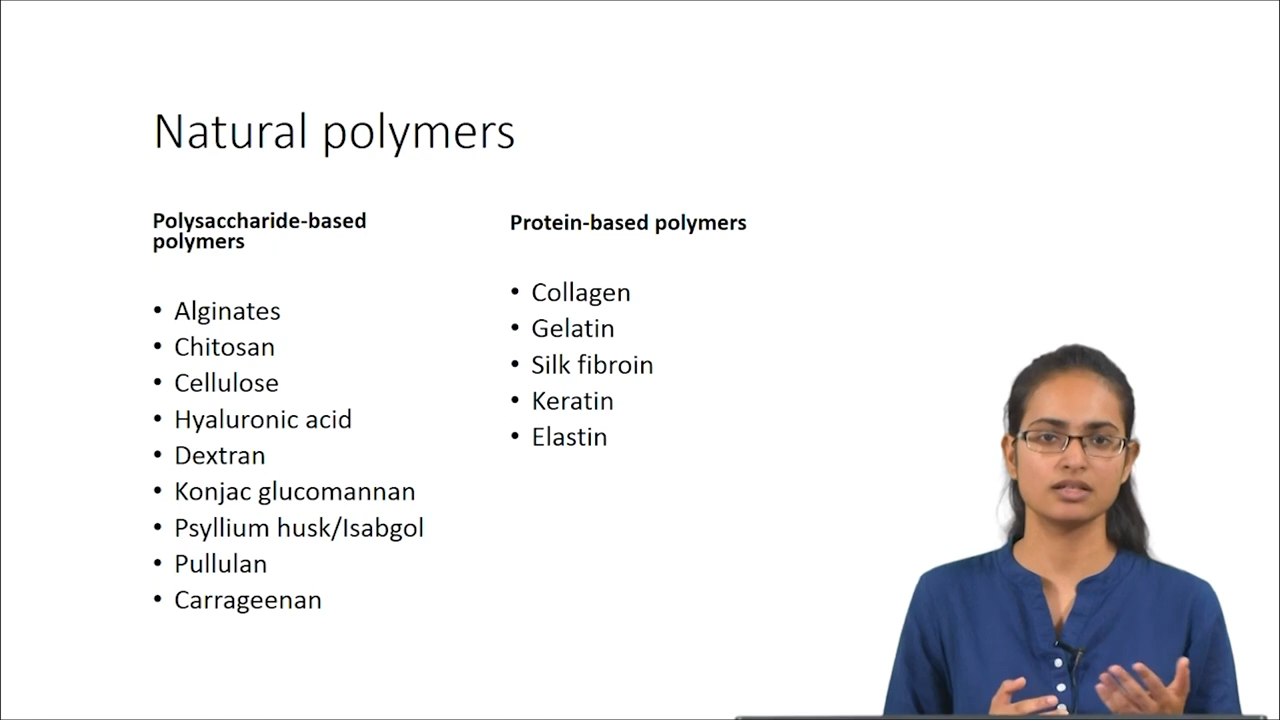 Natural polymers
Polysaccharide-based
polymers
• Alginates
• Chitosan
• Cellulose
• Hyaluronic acid
• Dextran
• Konjac glucomannan
• Psyllium husk/Isabgol
• Pullulan
• Carrageenan
Protein-based polymers
• Collagen
• Gelatin
• Silk fibroin
• Keratin
• Elastin